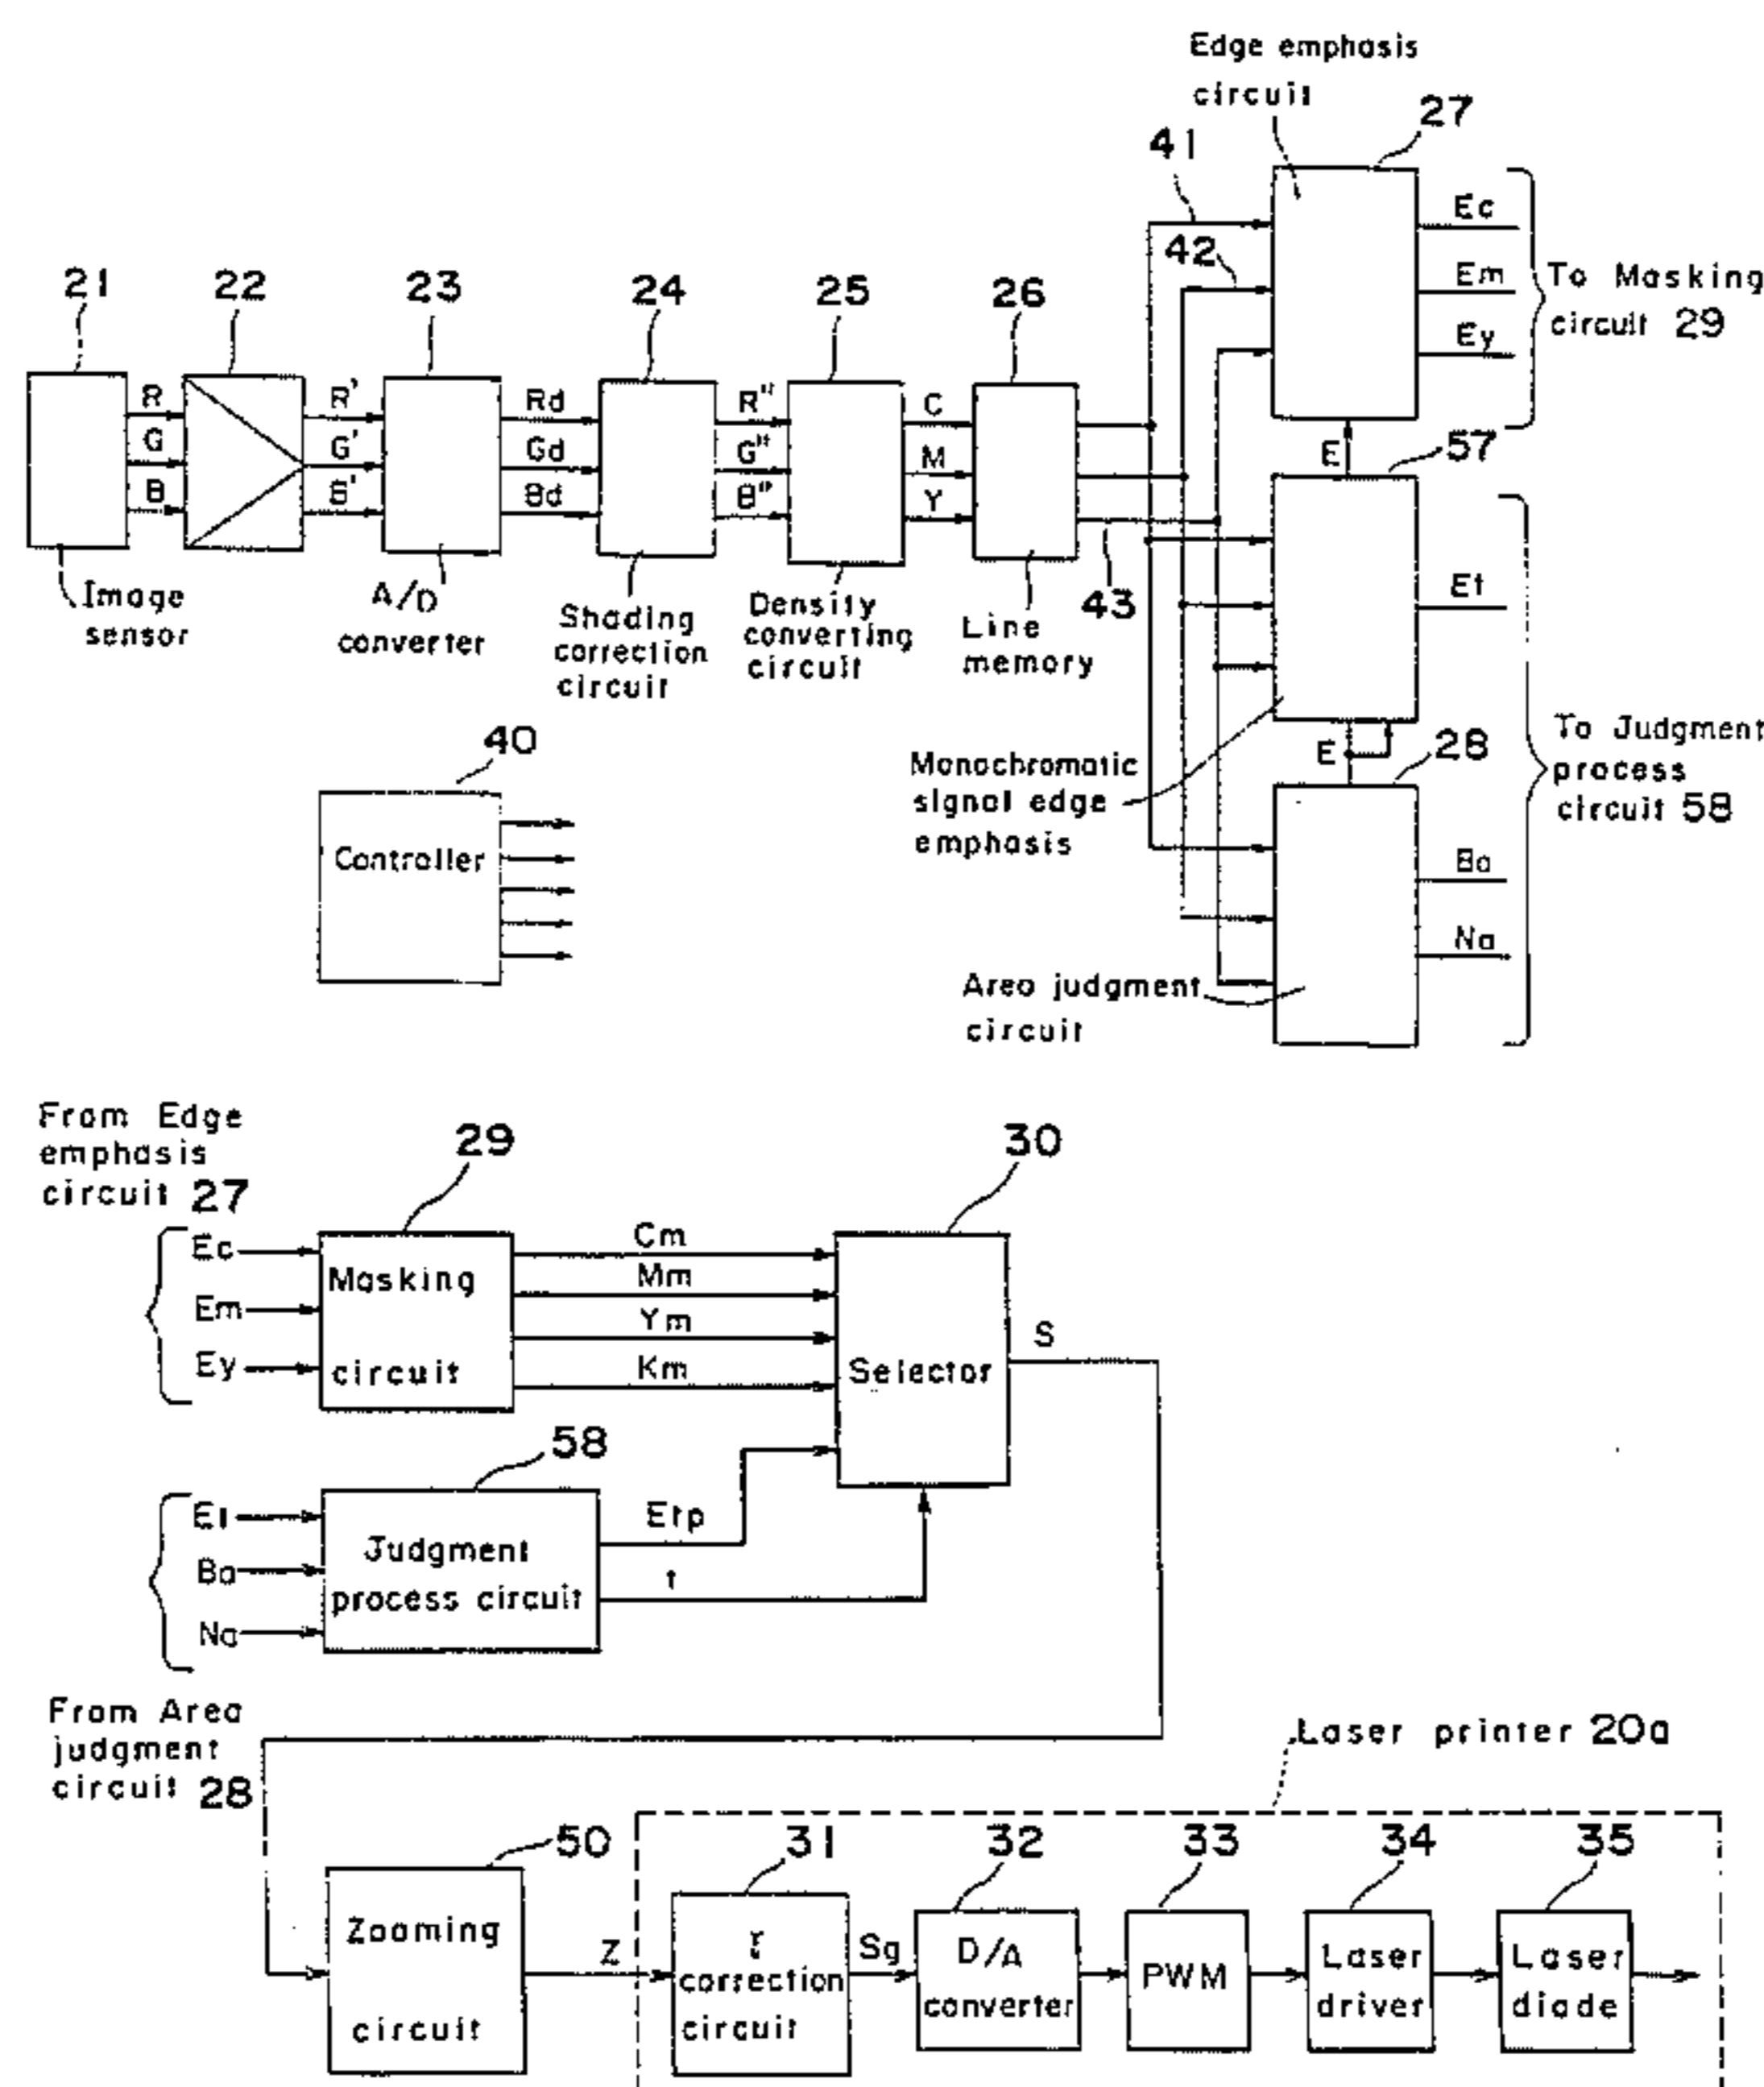 Edge emphasis
circuit
27
41
42
Ec
Em
Ey
To Masking
circuit 29
21
22
23
24
25
26
R
G
B
R'
G'
B'
Rd
Gd
Bd
R"
G"
B"
C
M
Y
E
57
Image
sensor
A/D
converter
Shading
correction
circuit
Density
converting
circuit
Line
memory
43
Et
40
Controller
Monochromatic
signal edge
emphasis
E
28
To Judgment
process
circuit 58
Ba
Na
Area judgment
circuit
From Edge
emphasis
circuit 27
29
30
Ec
Em
Ey
Masking
circuit
Cm
Mm
Ym
Km
Selector
S
58
Et
Ba
Na
Judgment
process circuit
Etp
t
From Area
judgment
circuit 28
Laser printer 20a
50
31
32
33
34
35
Zooming
circuit
Z
correction
circuit
Sg
D/A
converter
PWM
Laser
driver
Laser
diode